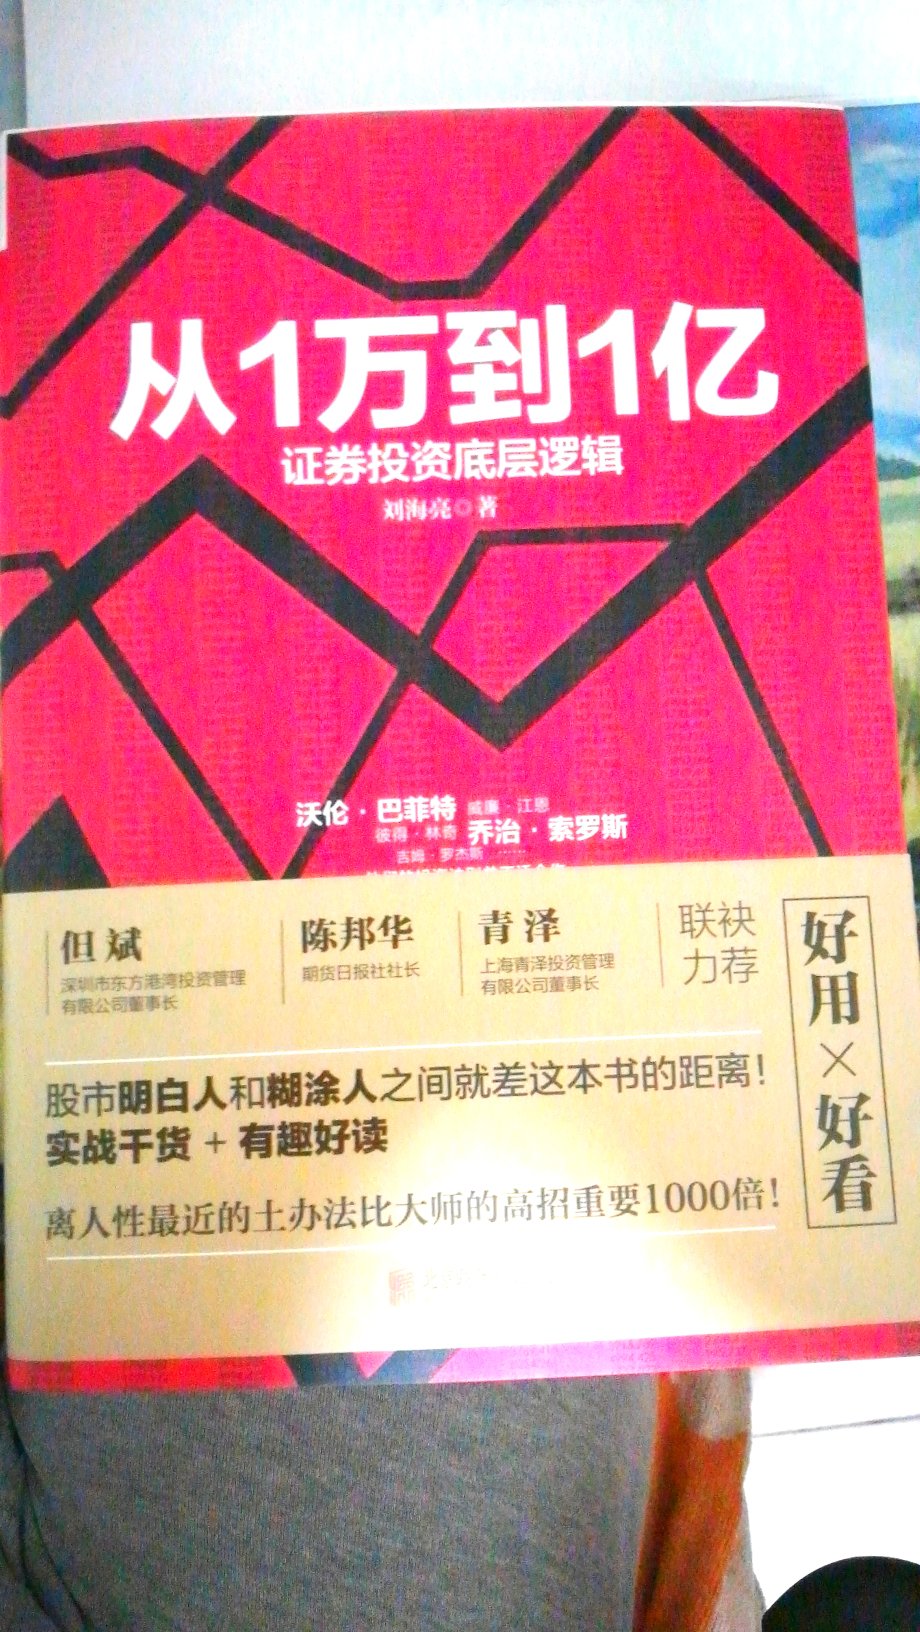 从1万到1亿
证券投资底层逻辑
刘海亮◎著
沃伦·巴菲特 威廉·江恩
彼得·林奇 乔治·索罗斯
吉姆·罗杰斯 ……
但斌
深圳市东方港湾投资管理
有限公司董事长
陈邦华
期货日报社社长
青泽
上海青泽投资管理
有限公司董事长
联袂
力荐
好用×好看
股市明白人和糊涂人之间就差这本书的距离！
实战干货 + 有趣好读
离人性最近的土办法比大师的高招重要1000倍！